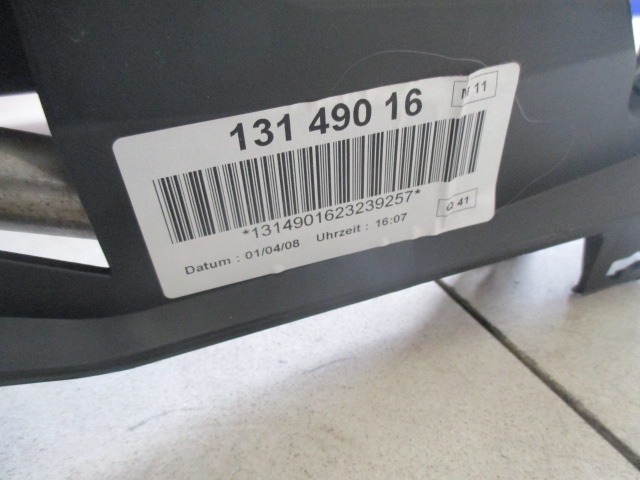 131 490 16
N 11
*1314901623239257*
G 41
Datum : 01/04/08 Uhrzeit : 16:07